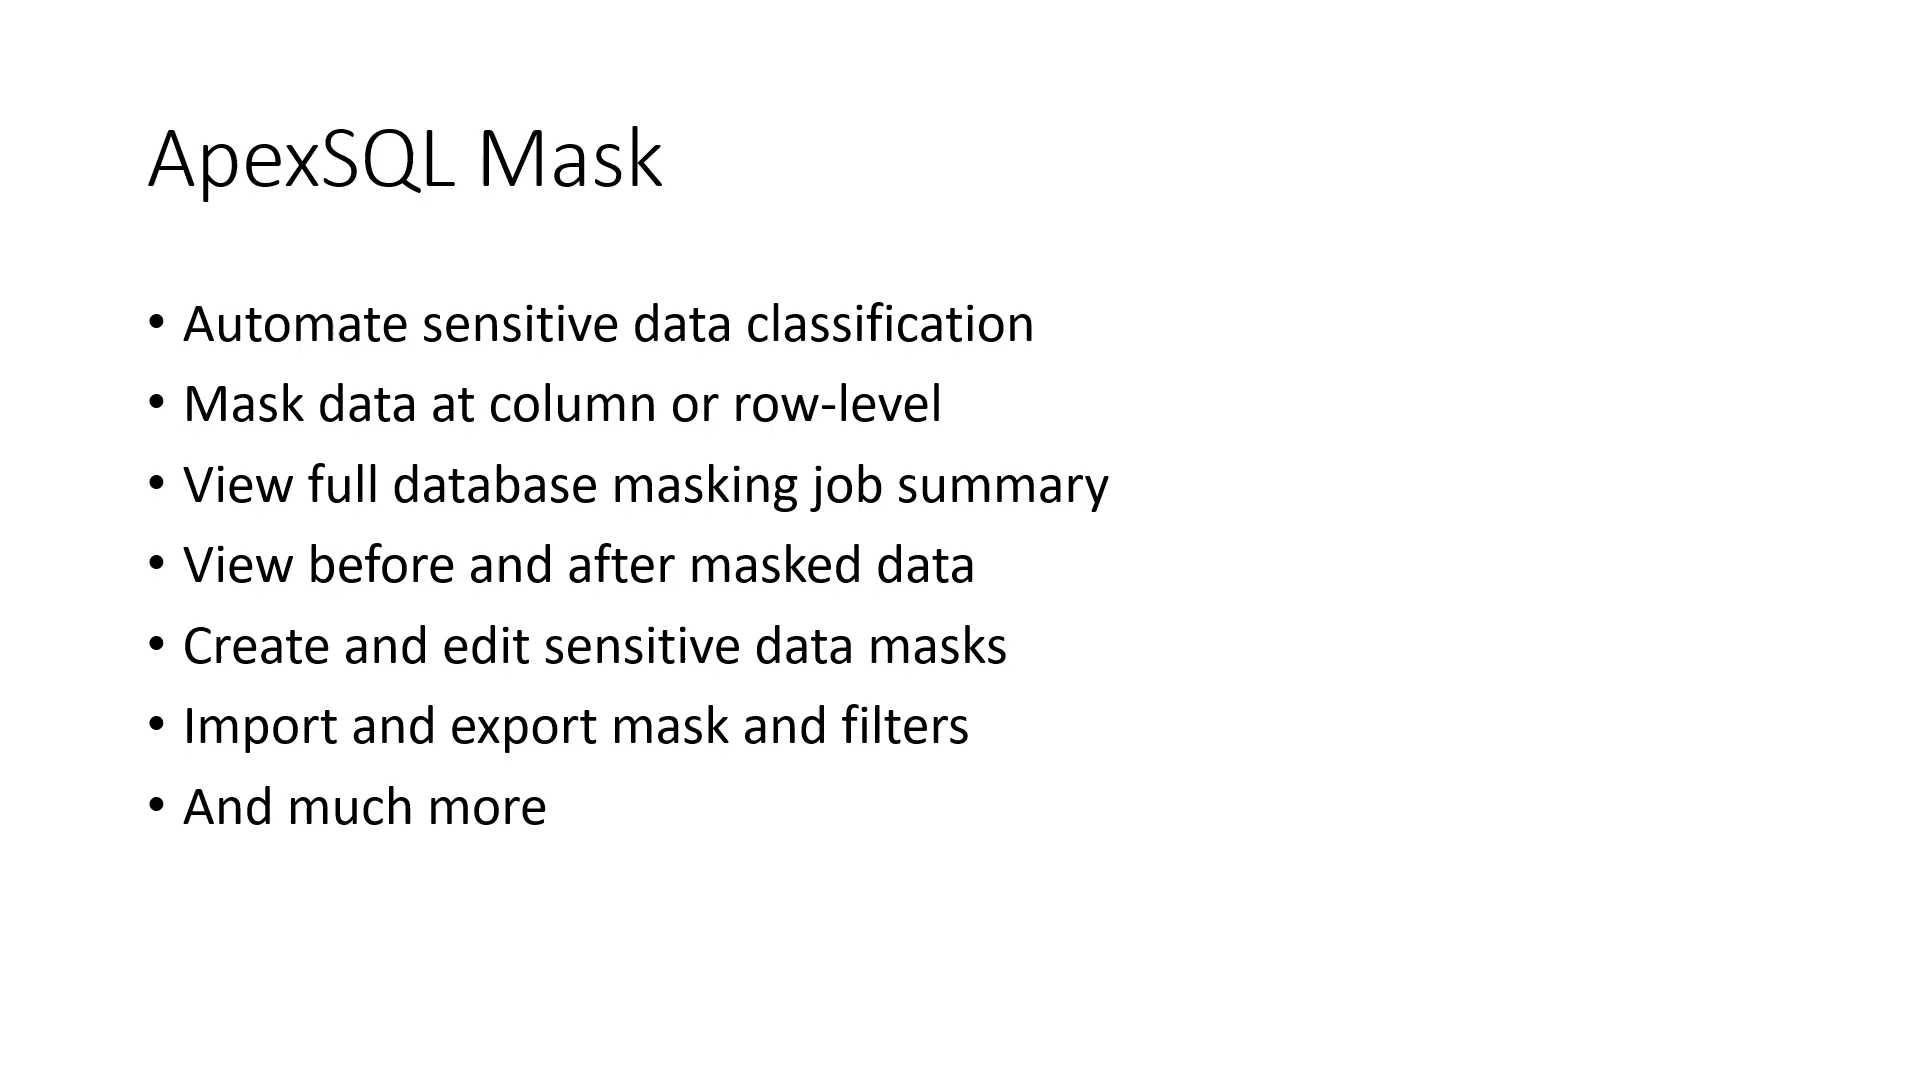 ApexSQL Mask
• Automate sensitive data classification
• Mask data at column or row-level
• View full database masking job summary
• View before and after masked data
• Create and edit sensitive data masks
• Import and export mask and filters
• And much more